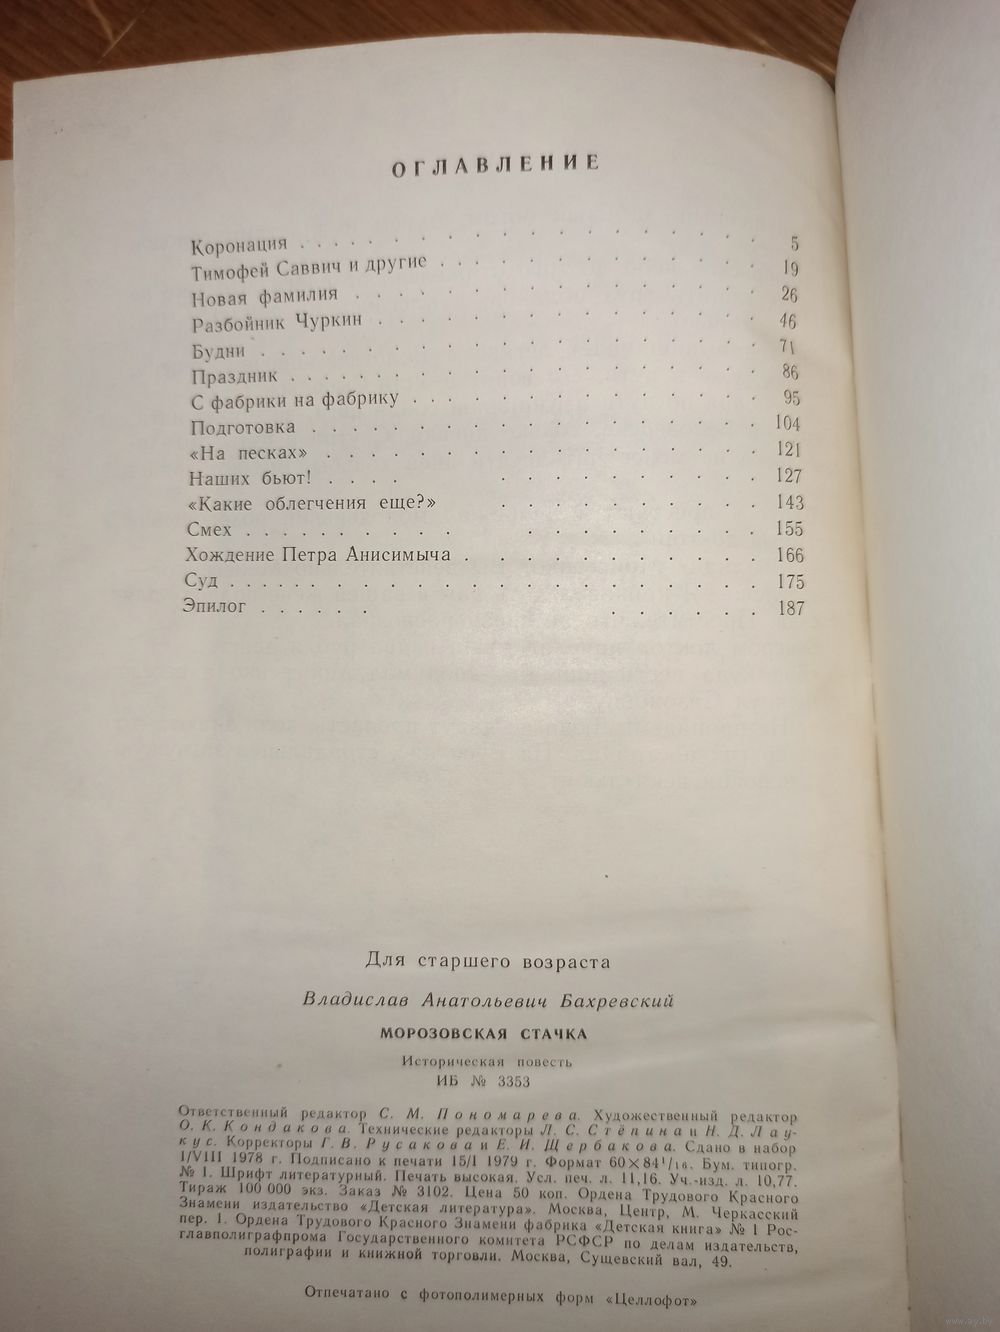 ОГЛАВЛЕНИЕ
Коронация . . . . . . . . . . . . . . . . . . 5
Тимофей Саввич и другие . . . . . . . . . . . . 19
Новая фамилия . . . . . . . . . . . . . . . . 26
Разбойник Чуркин . . . . . . . . . . . . . . . 46
Будни . . . . . . . . . . . . . . . . . . . . 71
Праздник . . . . . . . . . . . . . . . . . . 86
С фабрики на фабрику . . . . . . . . . . . . . 95
Подготовка . . . . . . . . . . . . . . . . . 104
«На песках» . . . . . . . . . . . . . . . . . 121
Наших бьют! . . . . . . . . . . . . . . 127
«Какие облегчения еще?» . . . . . . . . . . 143
Смех . . . . . . . . . . . . . . . . . 155
Хождение Петра Анисимыча . . . . . . . . . . . 166
Суд . . . . . . . . . . . . . . . . . . . . 175
Эпилог . . . . . . . . . . . 187
Для старшего возраста
Владислав Анатольевич Бахревский
МОРОЗОВСКАЯ СТАЧКА
Историческая повесть
ИБ № 3353
Ответственный редактор С. М. Пономарева. Художественный редактор
О. К. Кондакова. Технические редакторы Л. С. Стёпина и Н. Д. Лау-
кус. Корректоры Г. В. Русакова и Е. И. Щербакова. Сдано в набор
1/VIII 1978 г. Подписано к печати 15/I 1979 г. Формат 60×84¹/₁₆. Бум. типогр.
№ 1. Шрифт литературный. Печать высокая. Усл. печ. л. 11,16. Уч.-изд. л. 10,77.
Тираж 100 000 экз. Заказ № 3102. Цена 50 коп. Ордена Трудового Красного
Знамени издательство «Детская литература». Москва, Центр, М. Черкасский
пер. 1. Ордена Трудового Красного Знамени фабрика «Детская книга» № 1 Рос-
главполиграфпрома Государственного комитета РСФСР по делам издательств,
полиграфии и книжной торговли. Москва, Сущевский вал, 49.
Отпечатано с фотополимерных форм «Целлофот»
www.ay.by